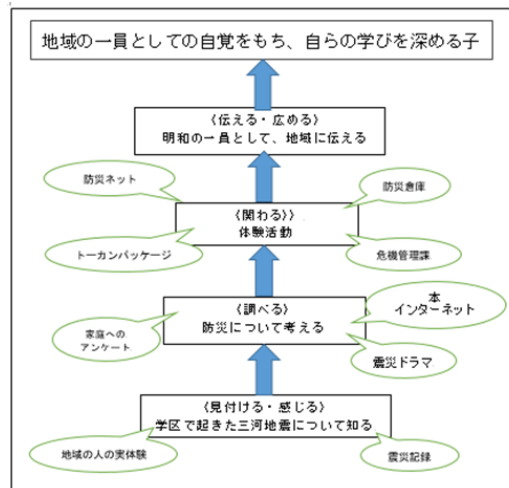 地域の一員としての自覚をもち、自らの学びを深める子
〈伝える・広める〉
明和の一員として、地域に伝える
防災ネット
防災倉庫
〈関わる〉〉
体験活動
トーカンパッケージ
危機管理課
〈調べる〉
防災について考える
本
インターネット
家庭への
アンケート
震災ドラマ
〈見付ける・感じる〉
学区で起きた三河地震について知る
地域の人の実体験
震災記録